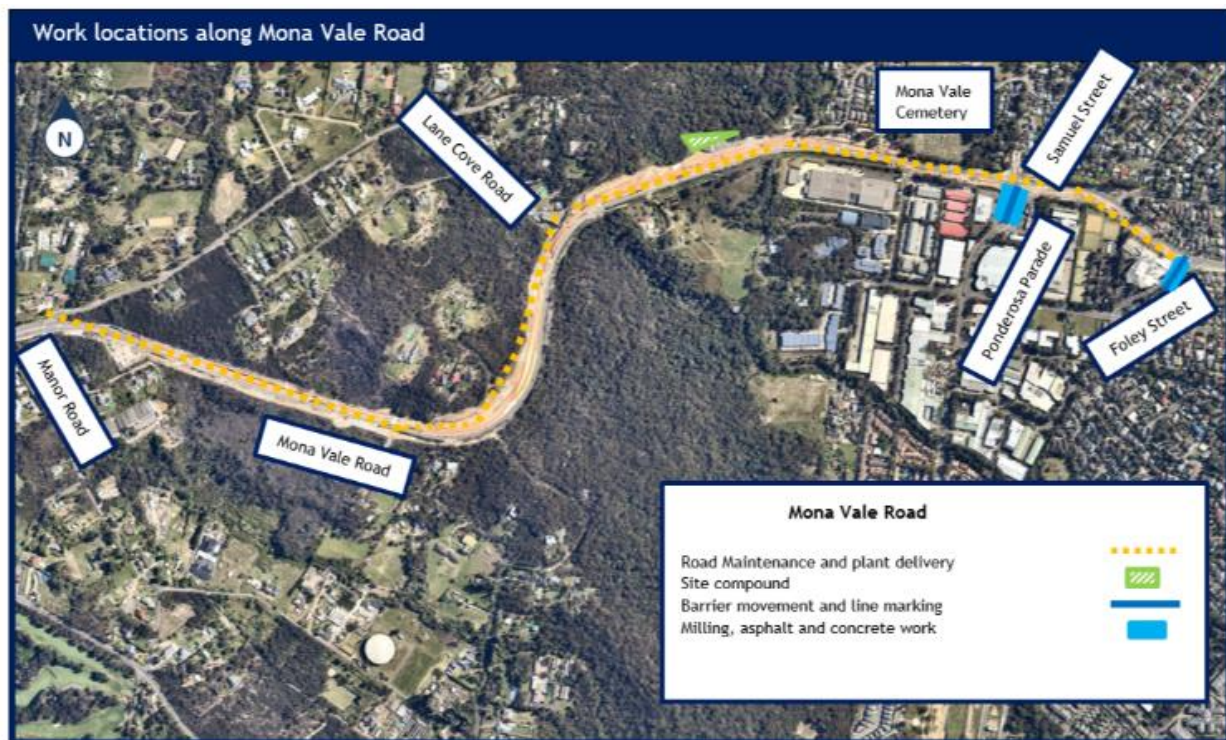 Work locations along Mona Vale Road
N
Mona Vale
Cemetery
Samuel Street
Lane Cove Road
Ponderosa Parade
Foley Street
Manor Road
Mona Vale Road
Mona Vale Road
Road Maintenance and plant delivery
Site compound
Barrier movement and line marking
Milling, asphalt and concrete work